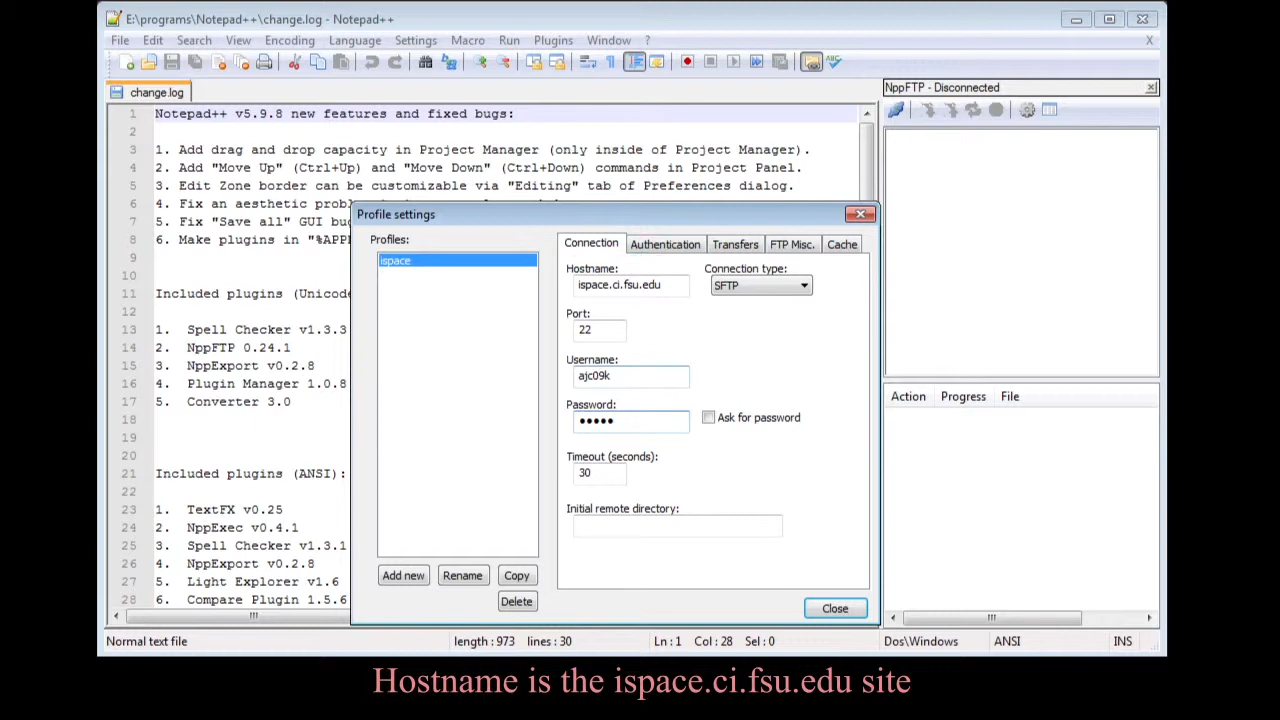 E:\programs\Notepad++\change.log - Notepad++
File Edit Search View Encoding Language Settings Macro Run Plugins Window ? X
change.log
NppFTP - Disconnected
1 Notepad++ v5.9.8 new features and fixed bugs:
2
3 1. Add drag and drop capacity in Project Manager (only inside of Project Manager).
4 2. Add "Move Up" (Ctrl+Up) and "Move Down" (Ctrl+Down) commands in Project Panel.
5 3. Edit Zone border can be customizable via "Editing" tab of Preferences dialog.
6 4. Fix an aesthetic
7 5. Fix "Save all" GUI
8 6. Make plugins in
9
10
11 Included plugins
12
13 1. Spell Checker v1.3.3
14 2. NppFTP 0.24.1
15 3. NppExport v0.2.8
16 4. Plugin Manager 1.0.8
17 5. Converter 3.0
18
19
20
21 Included plugins (ANSI):
22
23 1. TextFX v0.25
24 2. NppExec v0.4.1
25 3. Spell Checker v1.3.1
26 4. NppExport v0.2.8
27 5. Light Explorer v1.6
28 6. Compare Plugin 1.5.6
Profile settings
Profiles:
ispace
Add new Rename Copy
Delete
Connection Authentication Transfers FTP Misc. Cache
Hostname: Connection type:
ispace.ci.fsu.edu SFTP
Port:
22
Username:
ajc09k
Password:
••••• Ask for password
Timeout (seconds):
30
Initial remote directory:
Close
Action Progress File
Normal text file length : 973 lines : 30 Ln : 1 Col : 28 Sel : 0 Dos\Windows ANSI INS
Hostname is the ispace.ci.fsu.edu site